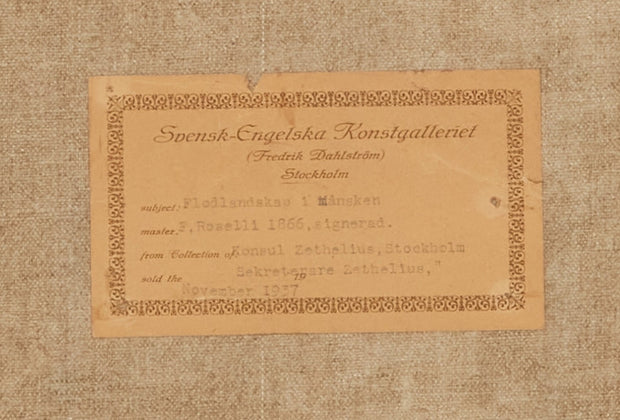 Svensk-Engelska Konstgalleriet
(Fredrik Dahlström)
Stockholm
subject: Flodlandskap i Månsken
master. F,Roselli 1866,signerad.
from Collection of: Konsul Zethelius,Stockholm
Sekreterare Zethelius,"
sold the 19
November 1937